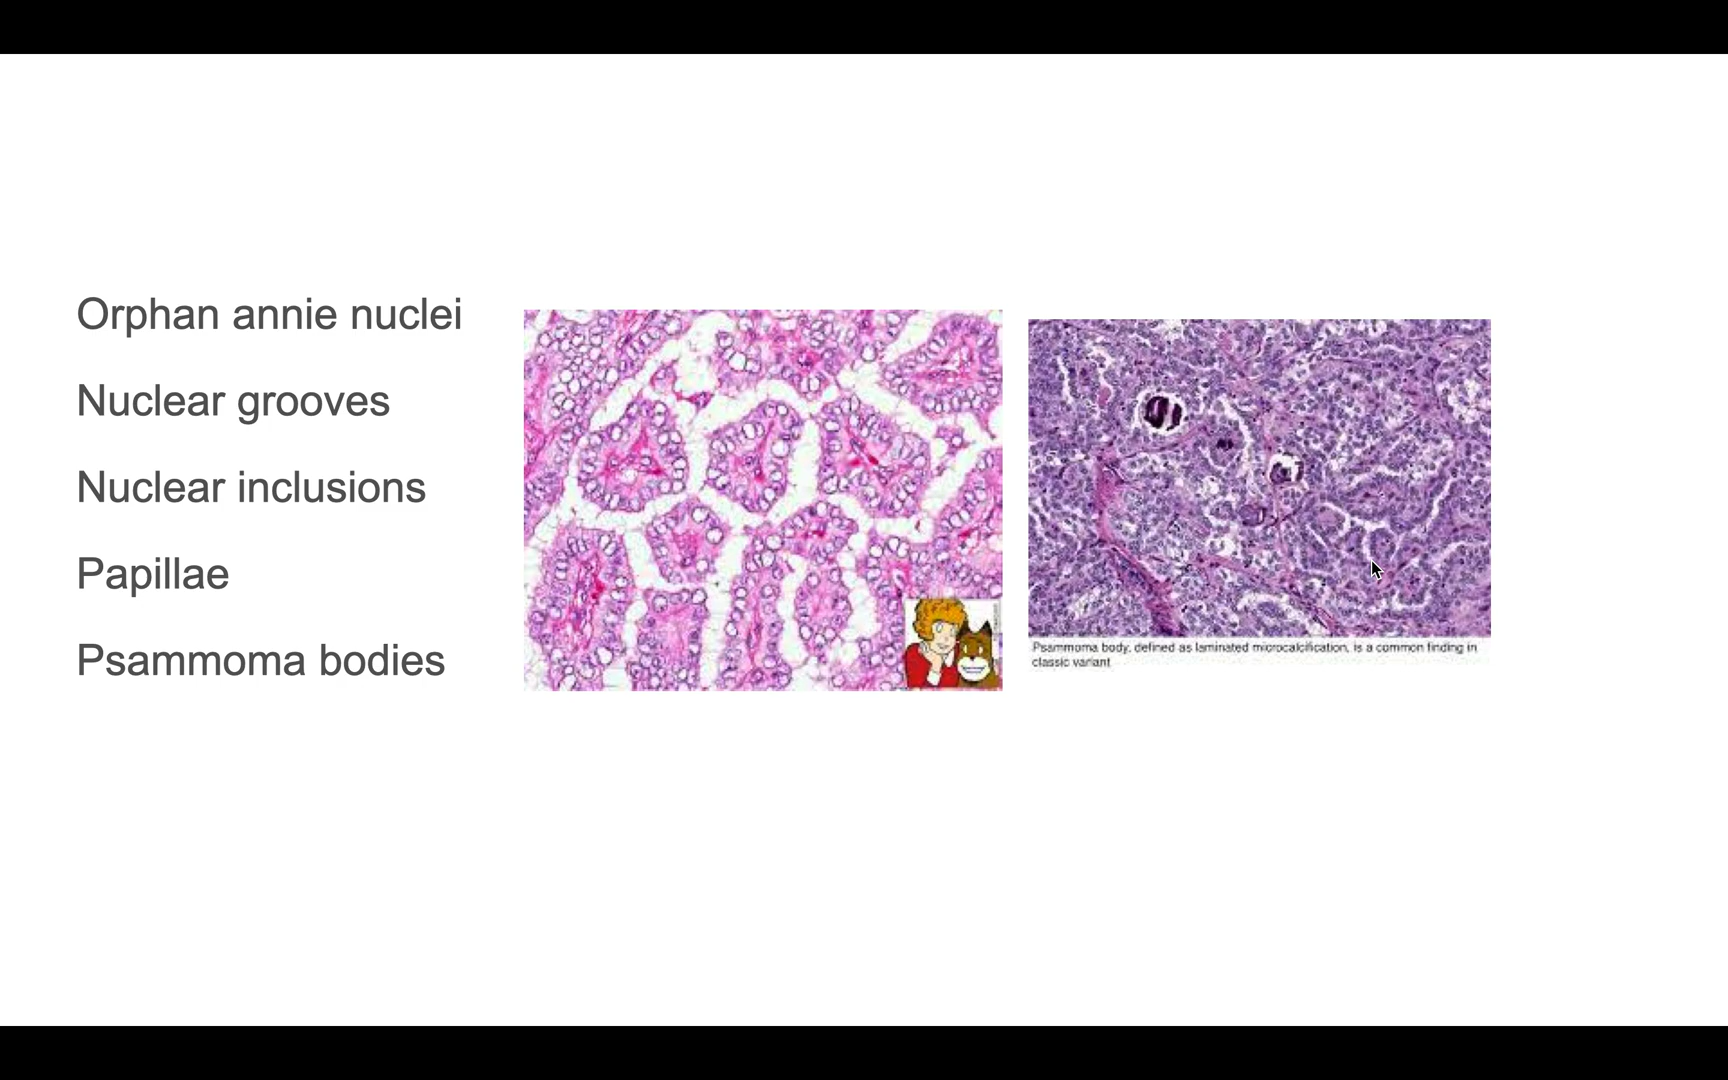 Orphan annie nuclei
Nuclear grooves
Nuclear inclusions
Papillae
Psammoma bodies
Psammoma body, defined as laminated microcalcification, is a common finding in
classic variant